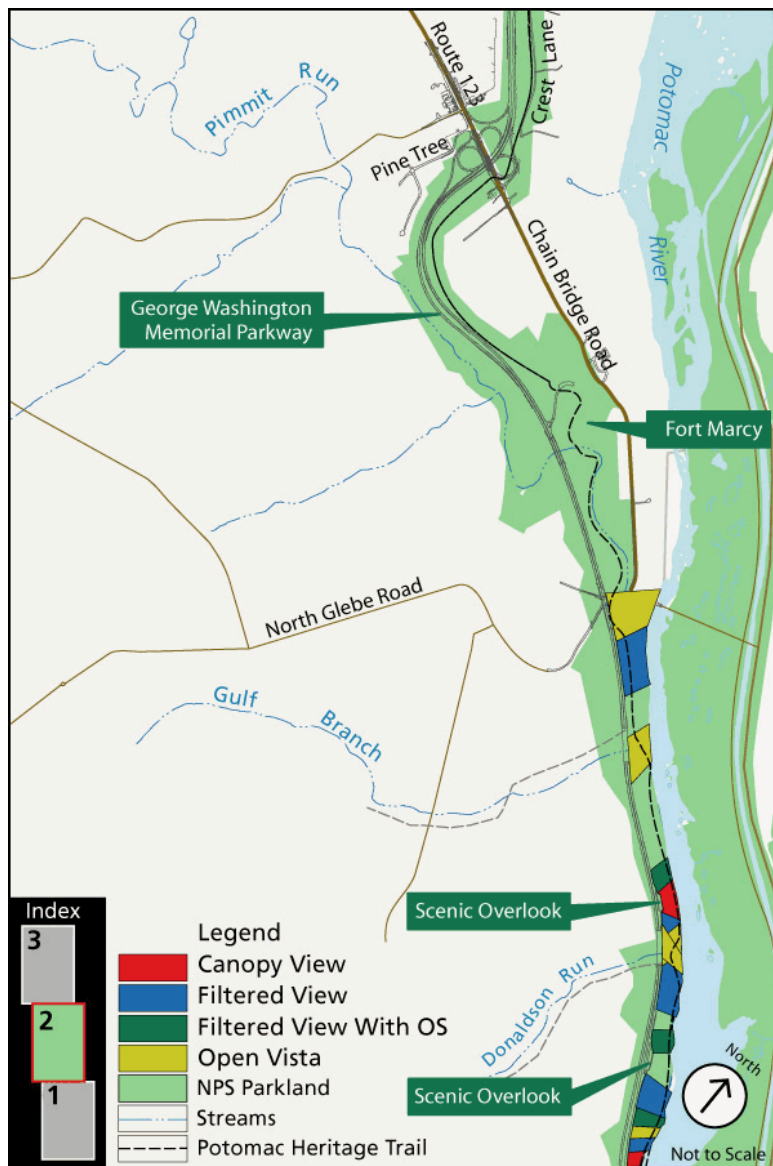 Pimmit Run
Route 123
Crest Lane
Potomac
River
Pine Tree
Chain Bridge Road
George Washington
Memorial Parkway
Fort Marcy
North Glebe Road
Gulf
Branch
Scenic Overlook
Donaldson Run
Scenic Overlook
Index
3
2
1
Legend
Canopy View
Filtered View
Filtered View With OS
Open Vista
NPS Parkland
Streams
Potomac Heritage Trail
North
Not to Scale